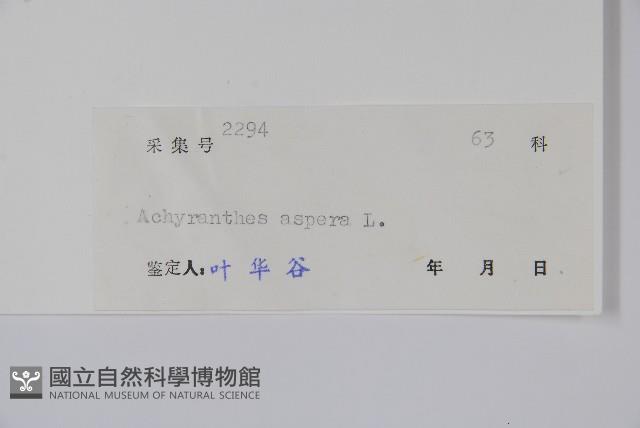 采集号 2294 63 科
Achyranthes aspera L.
鉴定人: 叶华谷 年 月 日
國立自然科學博物館
NATIONAL MUSEUM OF NATURAL SCIENCE